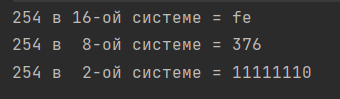 254 в 16-ой системе = fe
254 в  8-ой системе = 376
254 в  2-ой системе = 11111110